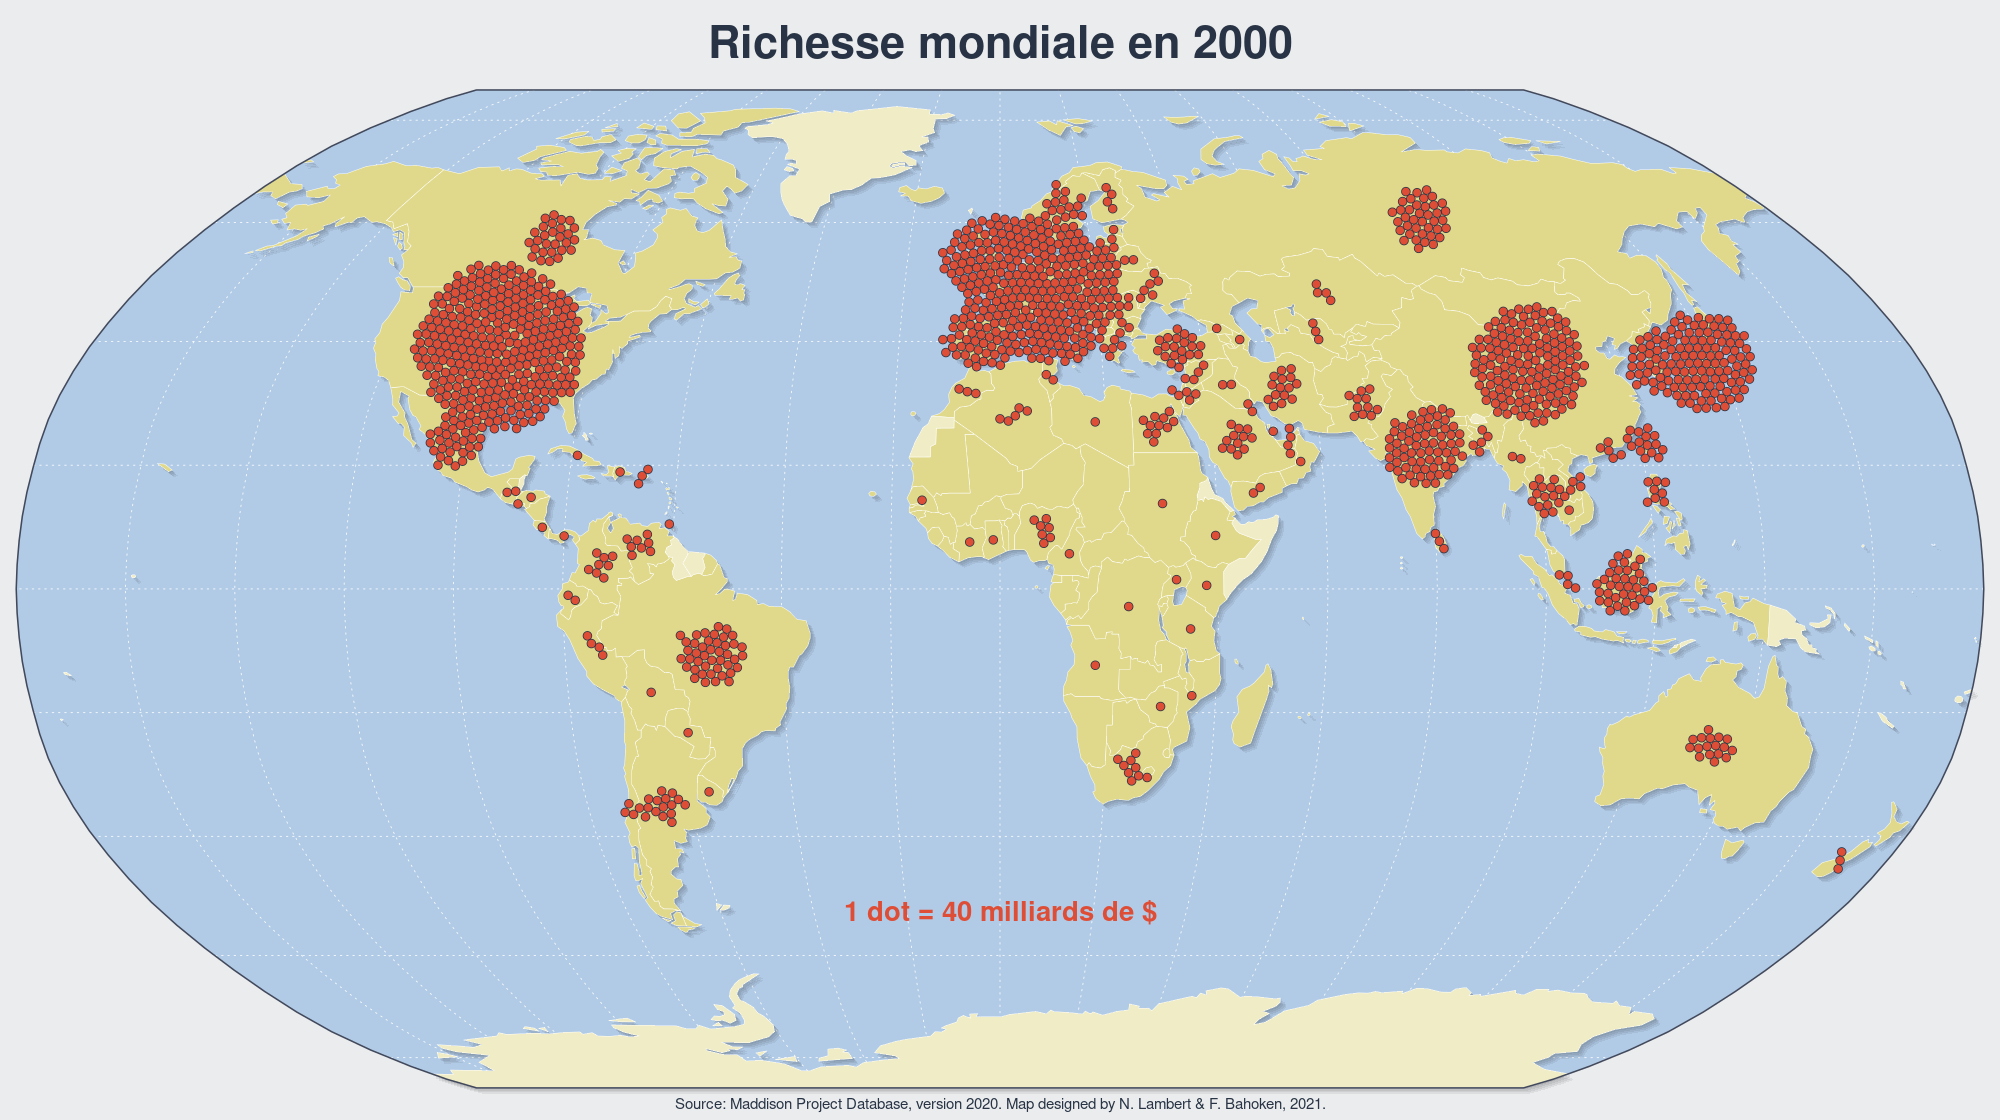 Richesse mondiale en 2000
1 dot = 40 milliards de $
Source: Maddison Project Database, version 2020. Map designed by N. Lambert & F. Bahoken, 2021.